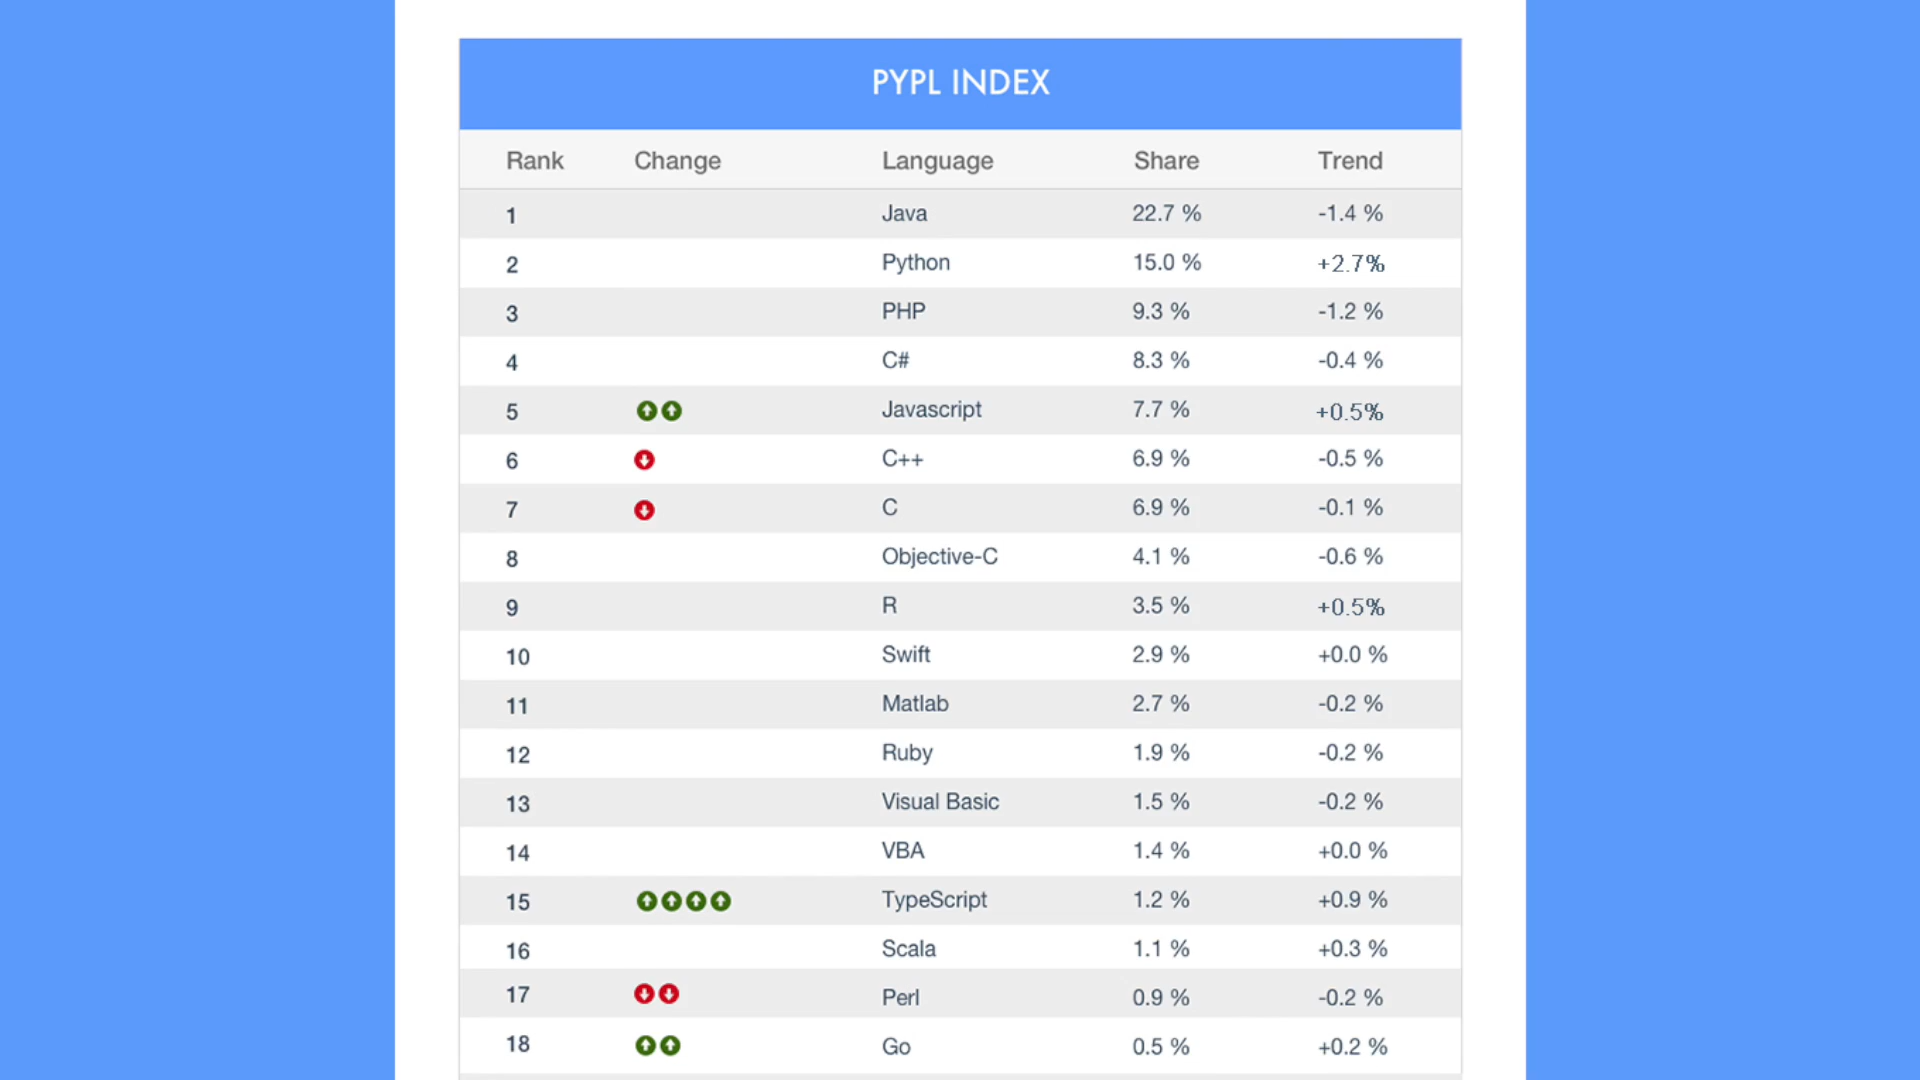 PYPL INDEX
Rank Change Language Share Trend
1 Java 22.7 % -1.4 %
2 Python 15.0 % +2.7%
3 PHP 9.3 % -1.2 %
4 C# 8.3 % -0.4 %
5 Javascript 7.7 % +0.5%
6 C++ 6.9 % -0.5 %
7 C 6.9 % -0.1 %
8 Objective-C 4.1 % -0.6 %
9 R 3.5 % +0.5%
10 Swift 2.9 % +0.0 %
11 Matlab 2.7 % -0.2 %
12 Ruby 1.9 % -0.2 %
13 Visual Basic 1.5 % -0.2 %
14 VBA 1.4 % +0.0 %
15 TypeScript 1.2 % +0.9 %
16 Scala 1.1 % +0.3 %
17 Perl 0.9 % -0.2 %
18 Go 0.5 % +0.2 %